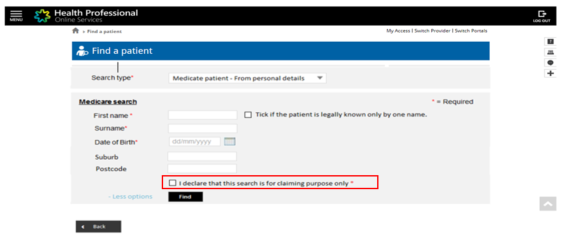 MENU
Health Professional
Online Services
LOG OUT
> Find a patient
My Access | Switch Provider | Switch Portals
Find a patient
Search type*
Medicate patient - From personal details
Medicare search
* = Required
First name *
Tick if the patient is legally known only by one name.
Surname*
Date of Birth*
dd/mm/yyyy
Suburb
Postcode
I declare that this search is for claiming purpose only *
- Less options
Find
Back